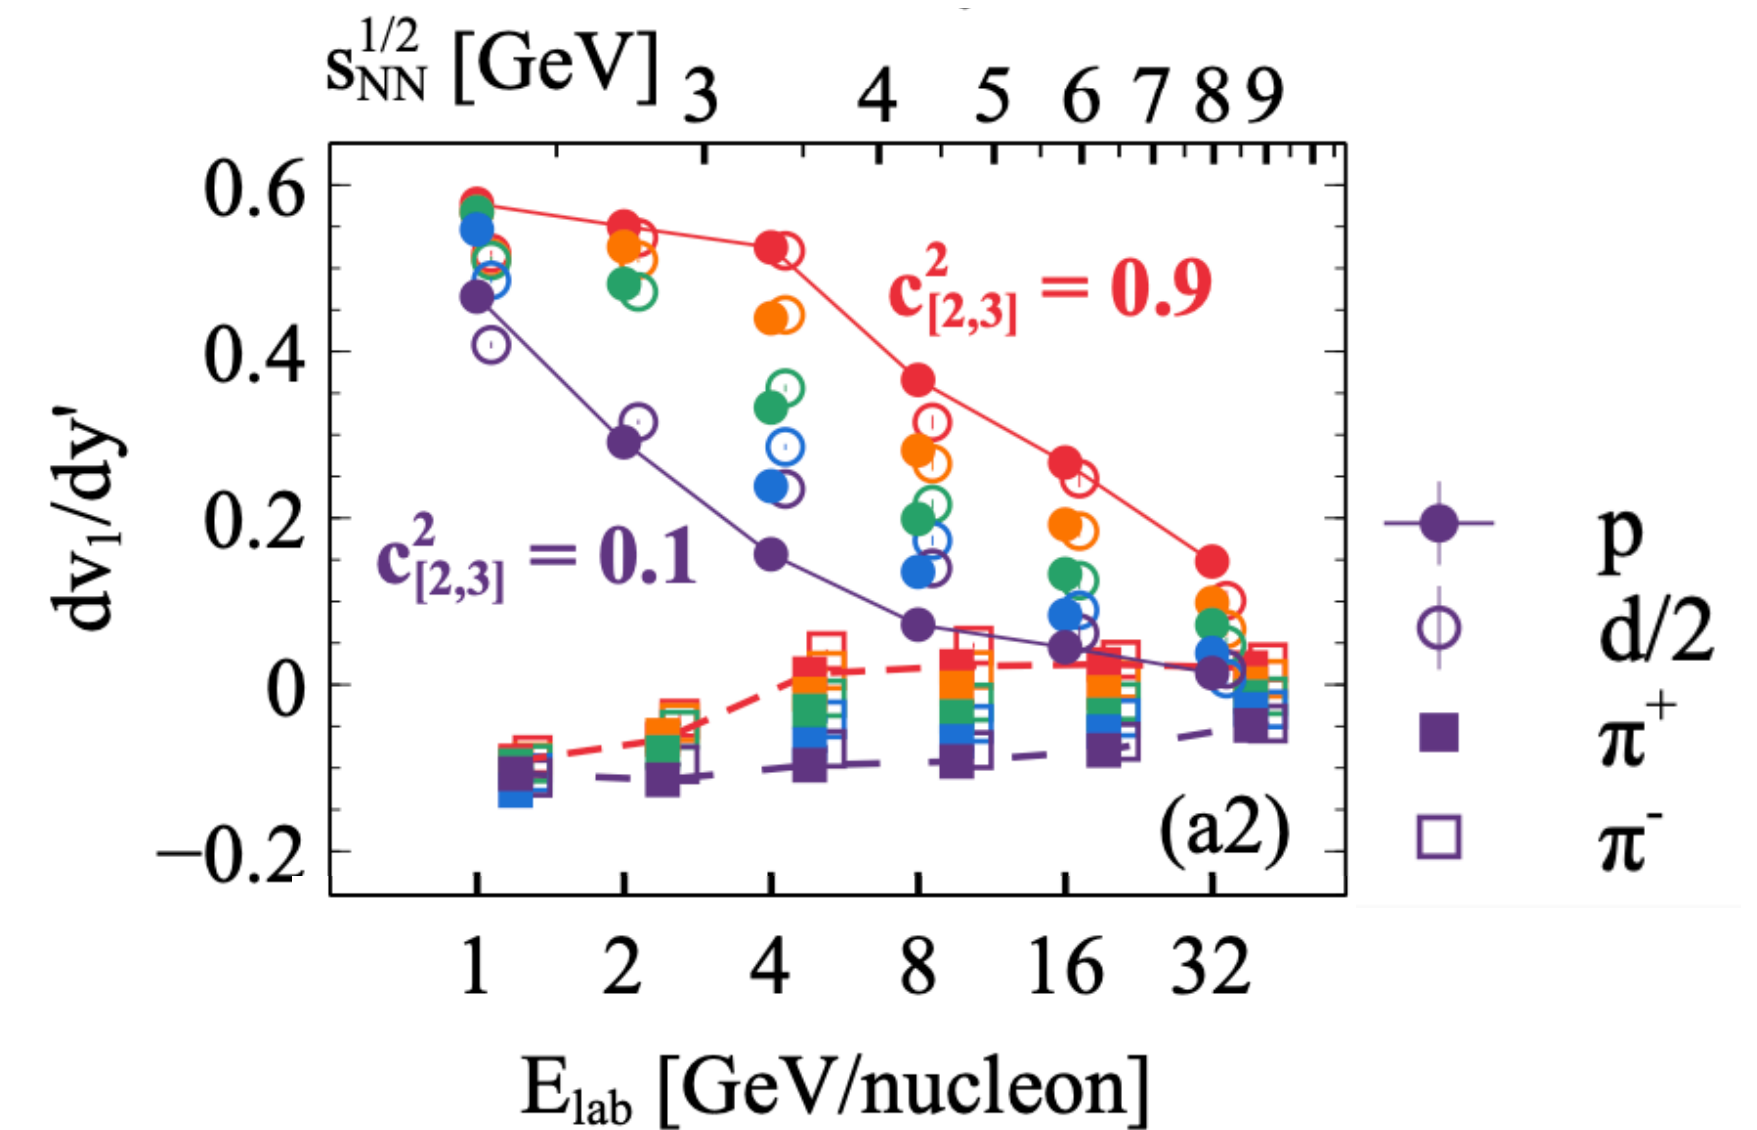 s_NN^1/2 [GeV]
3 4 5 6 7 8 9
0.6
0.4
0.2
0
−0.2
dv₁/dy'
c²[2,3] = 0.9
c²[2,3] = 0.1
(a2)
p
d/2
π⁺
π⁻
1 2 4 8 16 32
E_lab [GeV/nucleon]